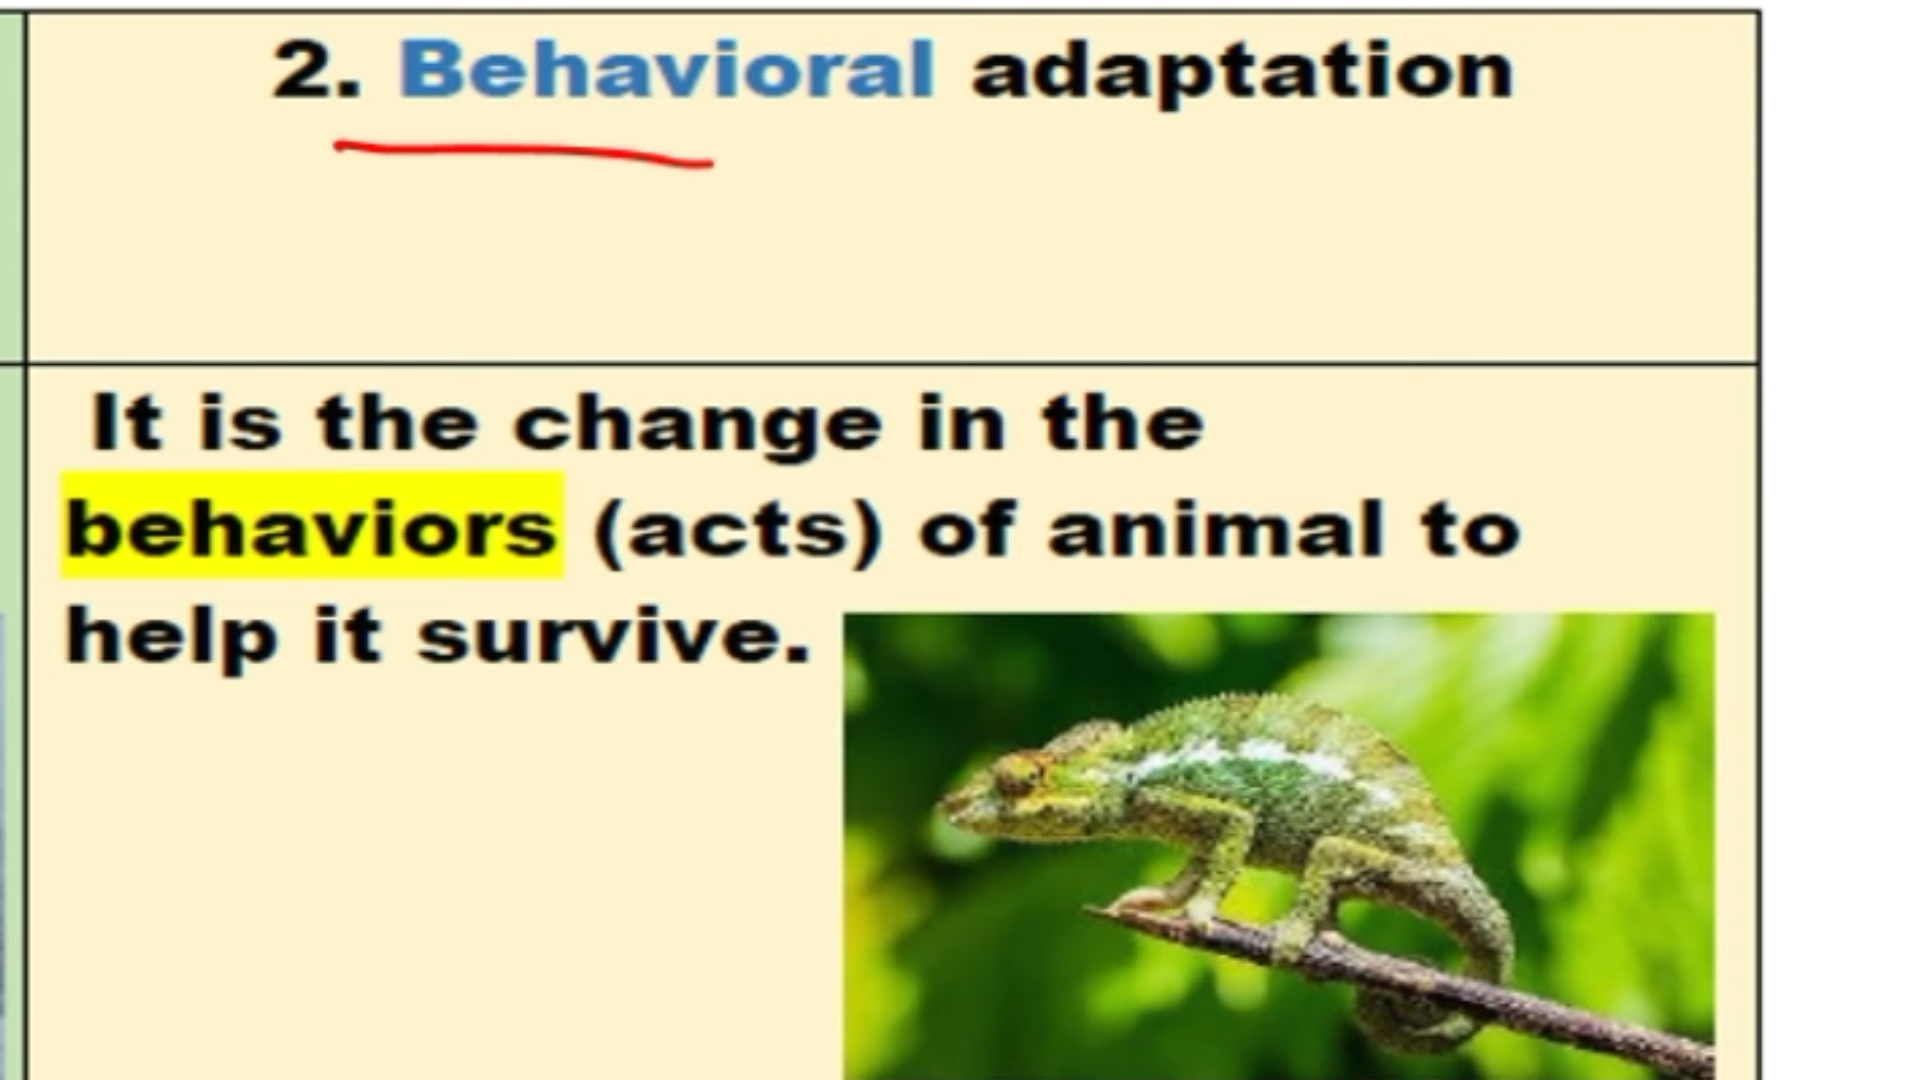 2. Behavioral adaptation
It is the change in the
behaviors (acts) of animal to
help it survive.